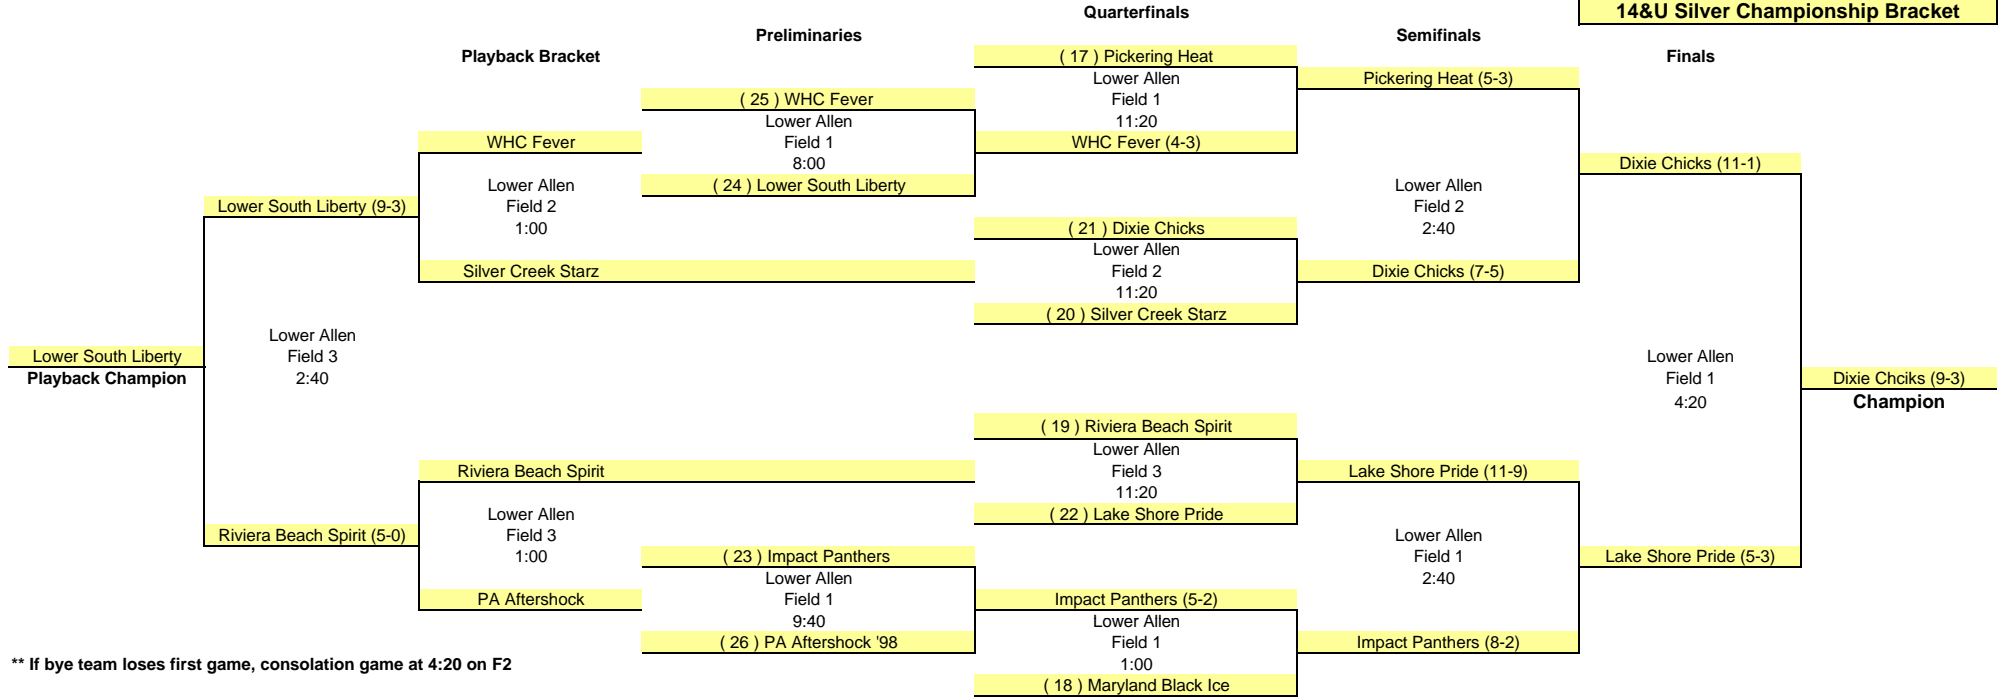 Quarterfinals
14&U Silver Championship Bracket
Preliminaries
Semifinals
Playback Bracket
( 17 ) Pickering Heat
Finals
Lower Allen
Pickering Heat (5-3)
( 25 ) WHC Fever
Field 1
Lower Allen
11:20
WHC Fever
Field 1
WHC Fever (4-3)
8:00
Dixie Chicks (11-1)
Lower Allen
( 24 ) Lower South Liberty
Lower Allen
Lower South Liberty (9-3)
Field 2
Field 2
1:00
( 21 ) Dixie Chicks
2:40
Lower Allen
Silver Creek Starz
Field 2
Dixie Chicks (7-5)
11:20
( 20 ) Silver Creek Starz
Lower Allen
Lower South Liberty
Field 3
Lower Allen
Playback Champion
2:40
Field 1
Dixie Chciks (9-3)
4:20
Champion
( 19 ) Riviera Beach Spirit
Lower Allen
Riviera Beach Spirit
Field 3
Lake Shore Pride (11-9)
11:20
Lower Allen
( 22 ) Lake Shore Pride
Riviera Beach Spirit (5-0)
Field 3
Lower Allen
1:00
( 23 ) Impact Panthers
Field 1
Lake Shore Pride (5-3)
Lower Allen
2:40
PA Aftershock
Field 1
Impact Panthers (5-2)
9:40
Lower Allen
( 26 ) PA Aftershock '98
Field 1
Impact Panthers (8-2)
** If bye team loses first game, consolation game at 4:20 on F2
1:00
( 18 ) Maryland Black Ice